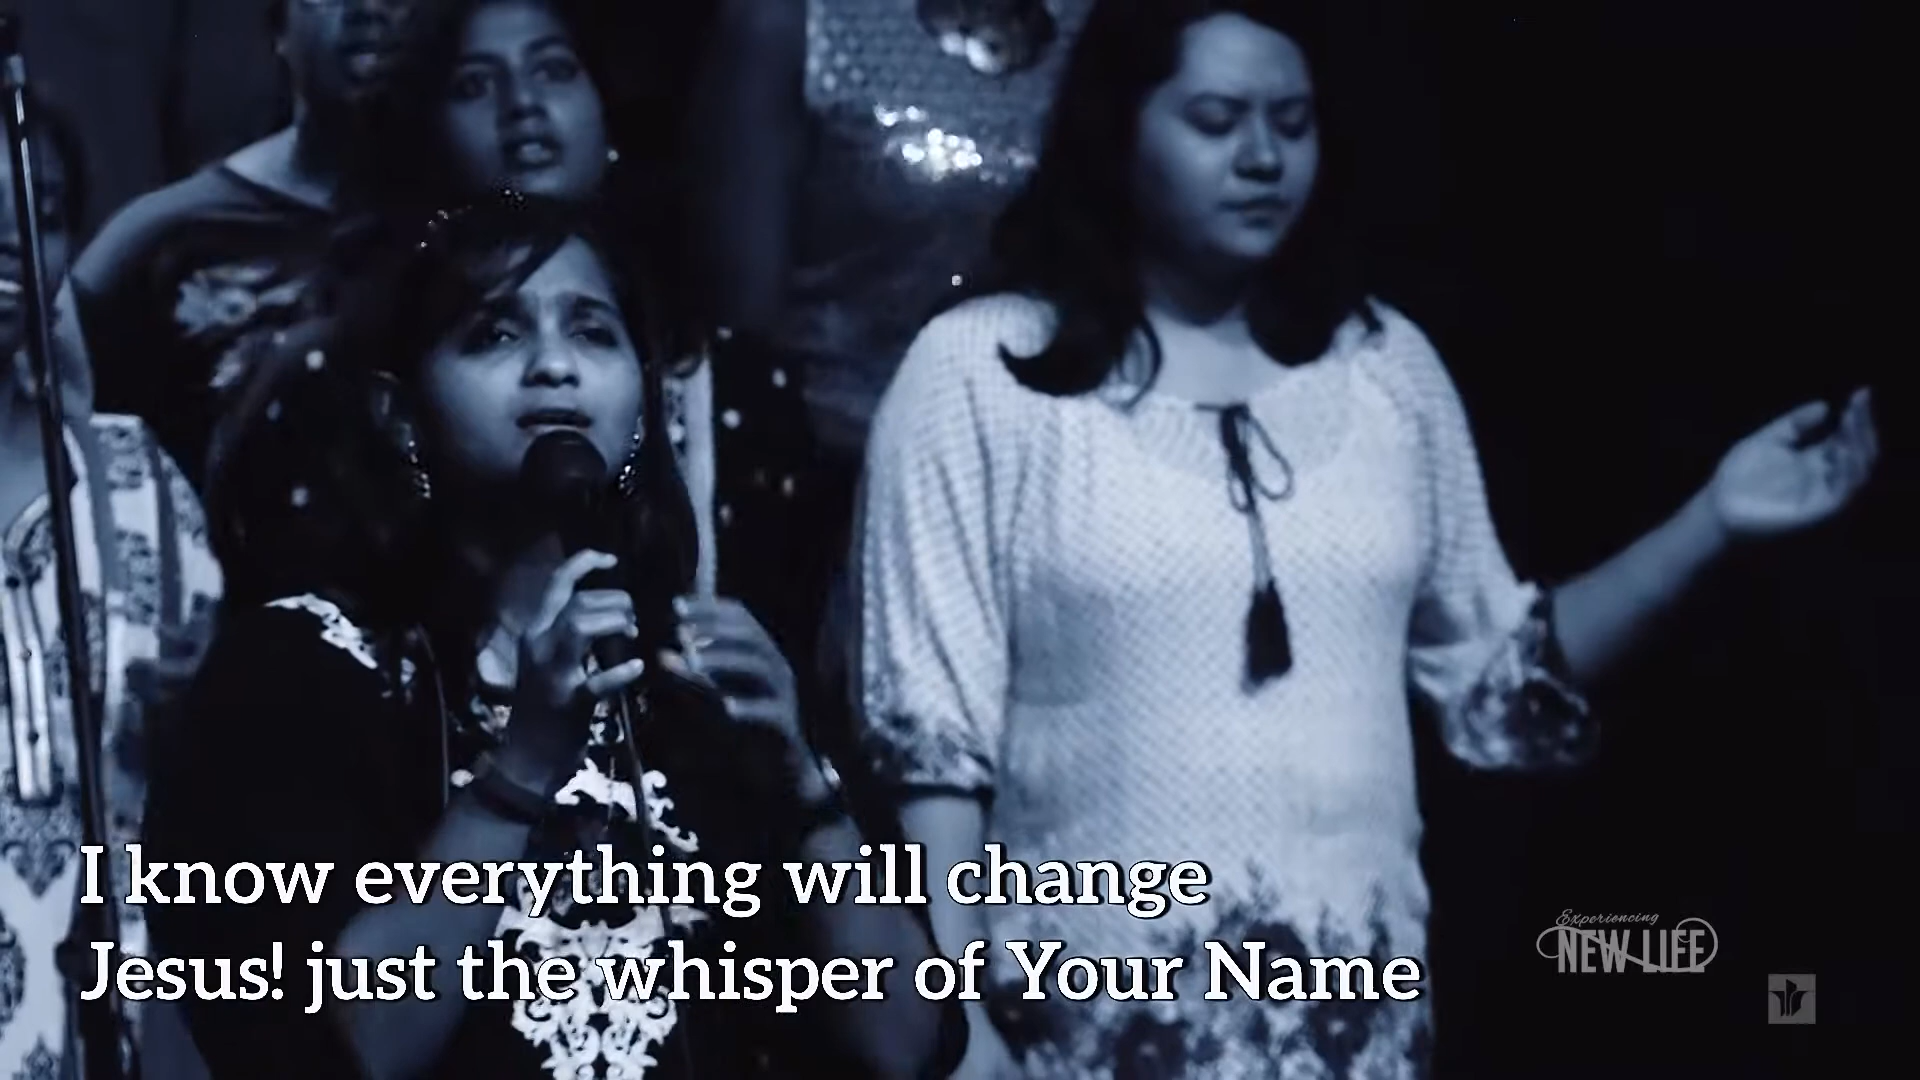 I know everything will change
Jesus! just the whisper of Your Name
Experiencing
NEW LIFE